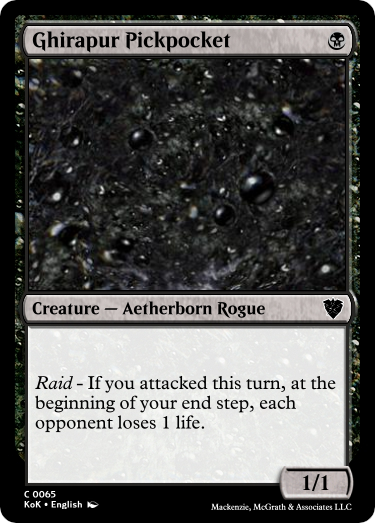 Ghirapur Pickpocket
Creature — Aetherborn Rogue
Raid - If you attacked this turn, at the
beginning of your end step, each
opponent loses 1 life.
1/1
C 0065
KoK • English
Mackenzie, McGrath & Associates LLC